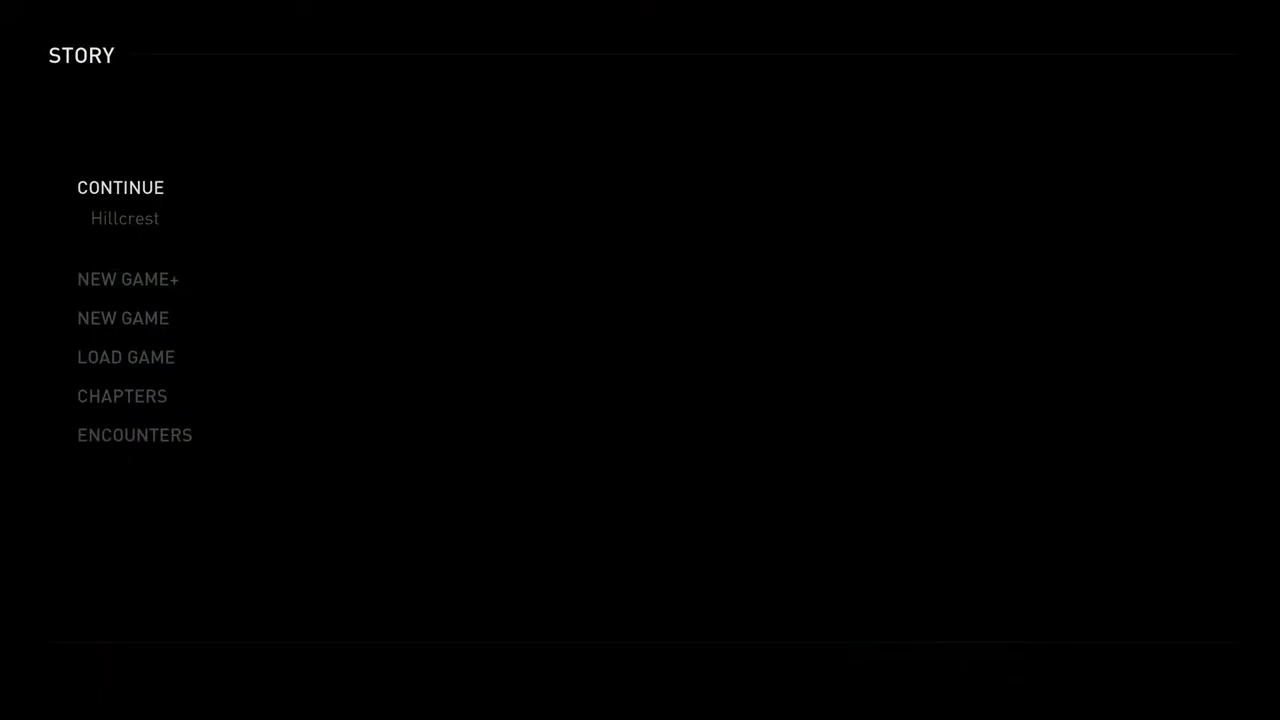 STORY
CONTINUE
Hillcrest
NEW GAME+
NEW GAME
LOAD GAME
CHAPTERS
ENCOUNTERS